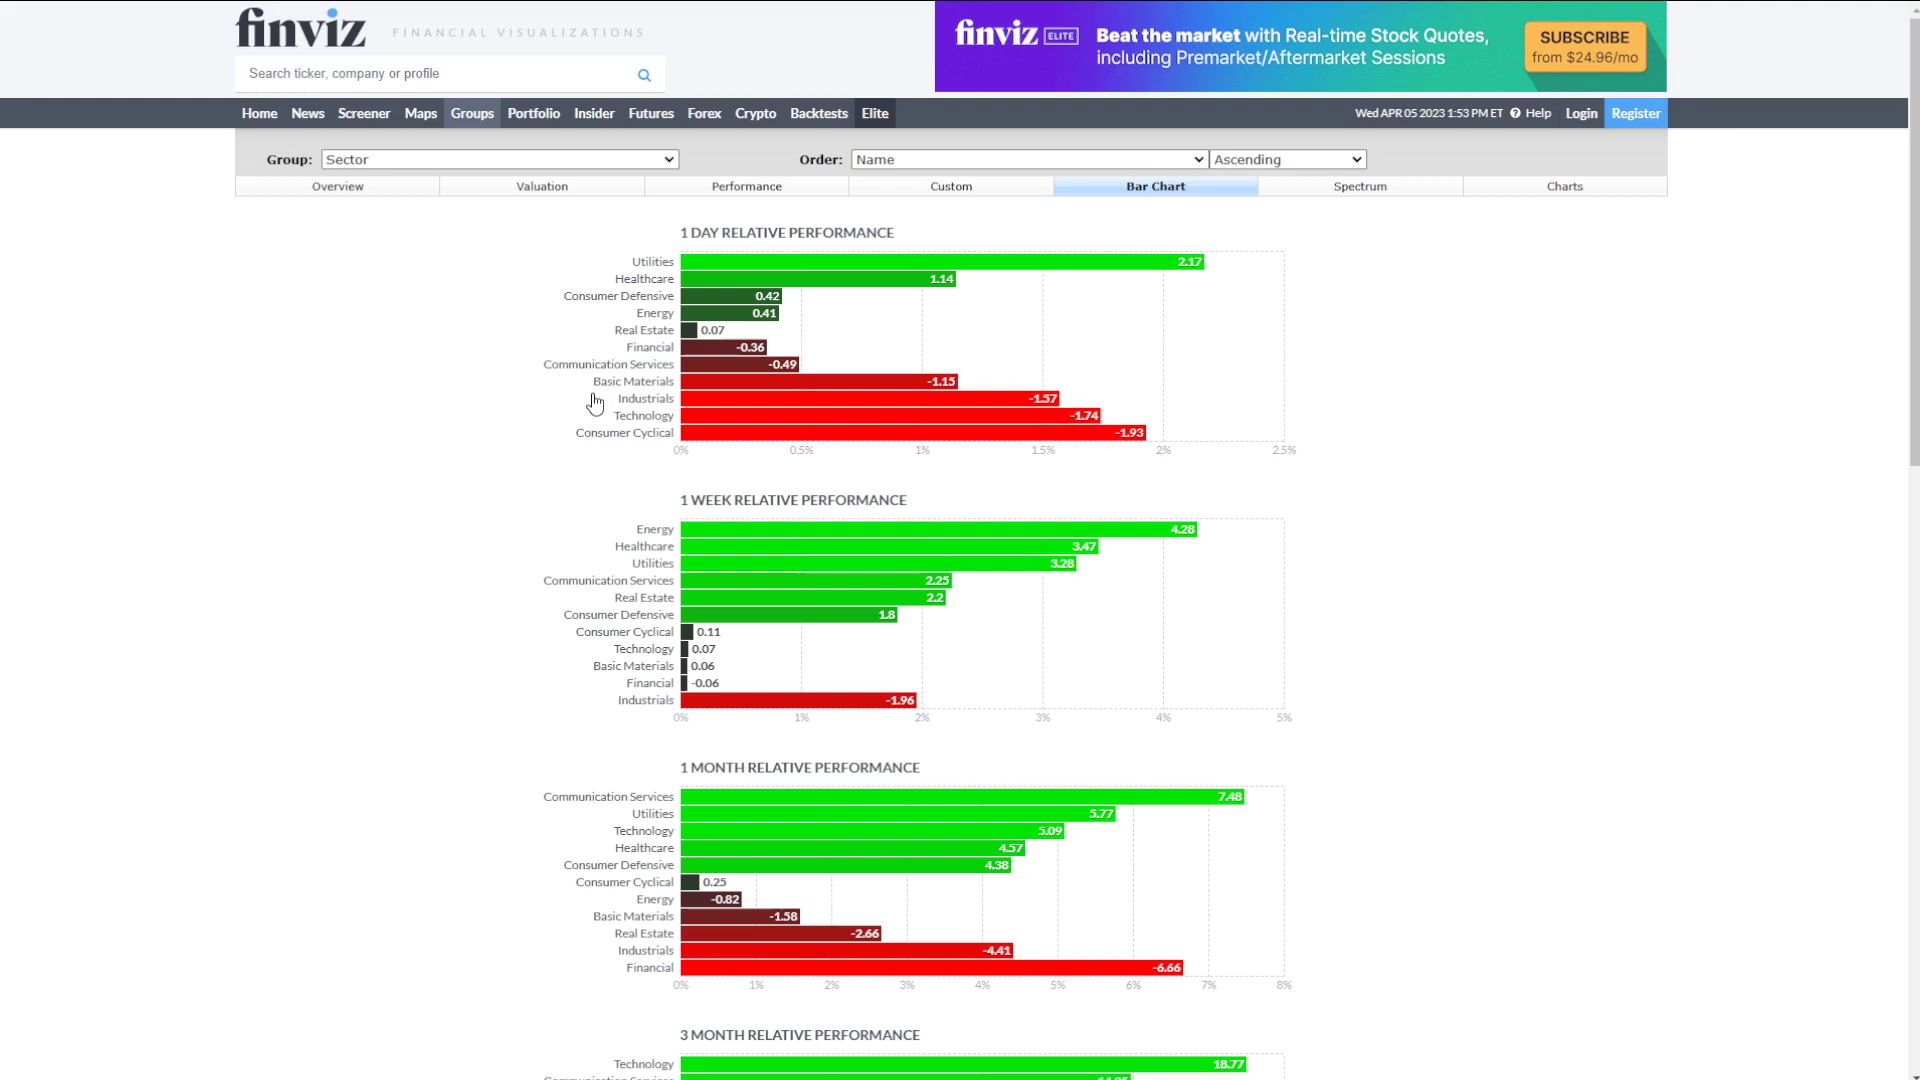 finviz FINANCIAL VISUALIZATIONS
Search ticker, company or profile
finviz ELITE Beat the market with Real-time Stock Quotes, including Premarket/Aftermarket Sessions
SUBSCRIBE from $24.96/mo
Home News Screener Maps Groups Portfolio Insider Futures Forex Crypto Backtests Elite
Wed APR 05 2023 1:53 PM ET Help Login Register
Group: Sector Order: Name Ascending
Overview Valuation Performance Custom Bar Chart Spectrum Charts
1 DAY RELATIVE PERFORMANCE
Utilities 2.17
Healthcare 1.14
Consumer Defensive 0.42
Energy 0.41
Real Estate 0.07
Financial -0.36
Communication Services -0.49
Basic Materials -1.15
Industrials -1.57
Technology -1.74
Consumer Cyclical -1.93
0% 0.5% 1% 1.5% 2% 2.5%
1 WEEK RELATIVE PERFORMANCE
Energy 4.28
Healthcare 3.47
Utilities 3.28
Communication Services 2.25
Real Estate 2.2
Consumer Defensive 1.8
Consumer Cyclical 0.11
Technology 0.07
Basic Materials 0.06
Financial -0.06
Industrials -1.96
0% 1% 2% 3% 4% 5%
1 MONTH RELATIVE PERFORMANCE
Communication Services 7.48
Utilities 5.77
Technology 5.09
Healthcare 4.57
Consumer Defensive 4.38
Consumer Cyclical 0.25
Energy -0.82
Basic Materials -1.58
Real Estate -2.66
Industrials -4.41
Financial -6.66
0% 1% 2% 3% 4% 5% 6% 7% 8%
3 MONTH RELATIVE PERFORMANCE
Technology 18.77
Communication Services